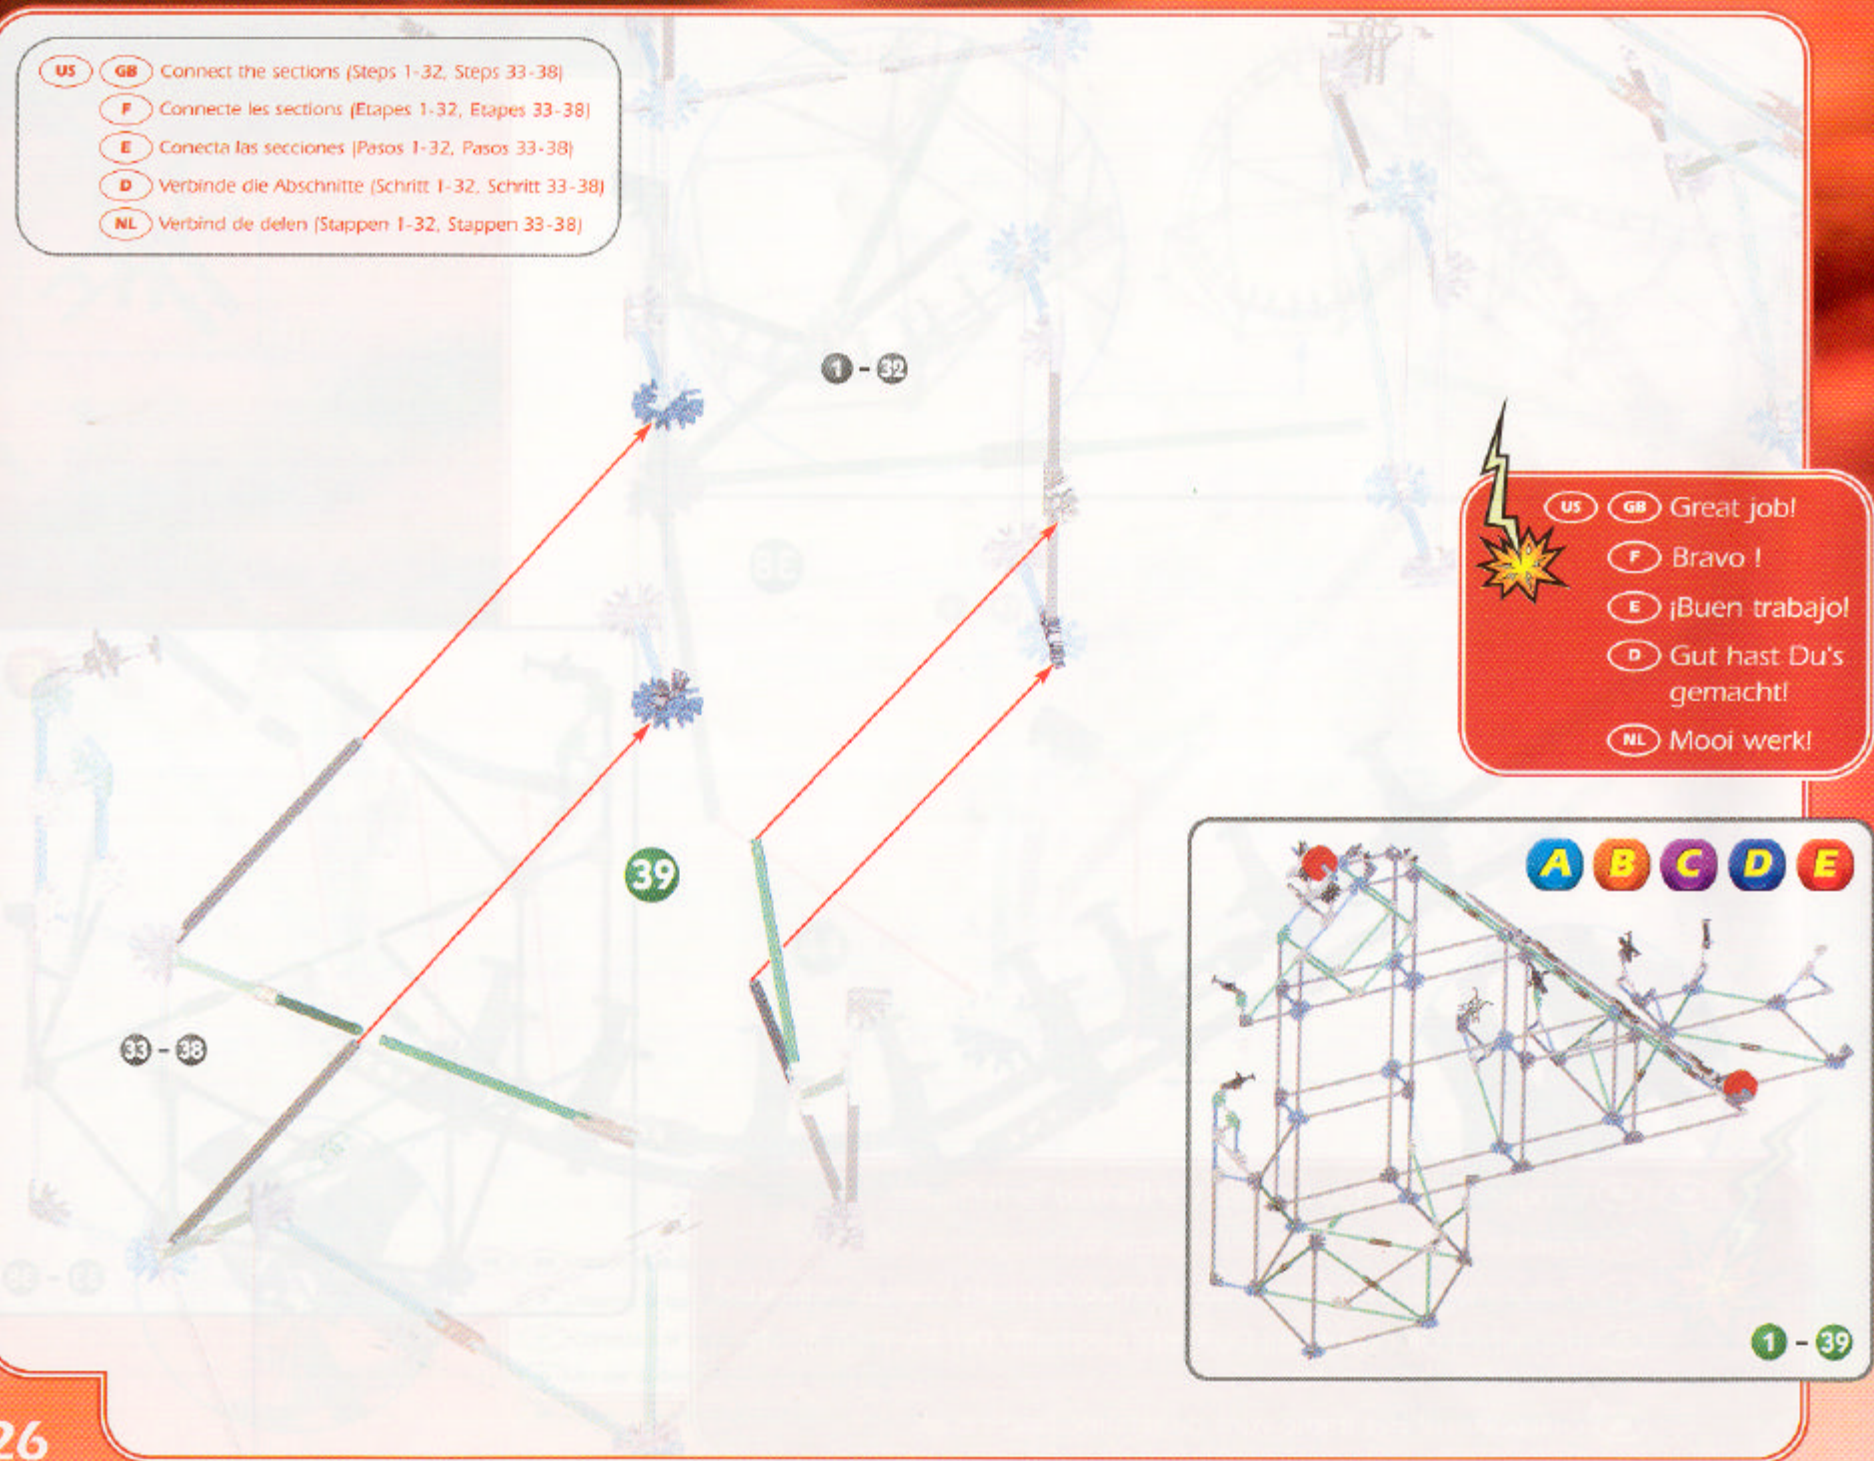 US GB Connect the sections (Steps 1-32, Steps 33-38)
F Connecte les sections (Etapes 1-32, Etapes 33-38)
E Conecta las secciones (Pasos 1-32, Pasos 33-38)
D Verbinde die Abschnitte (Schritt 1-32, Schritt 33-38)
NL Verbind de delen (Stappen 1-32, Stappen 33-38)
1 - 32
US GB Great job!
F Bravo !
E ¡Buen trabajo!
D Gut hast Du's
gemacht!
NL Mooi werk!
39
A B C D E
33 - 38
1 - 39
26